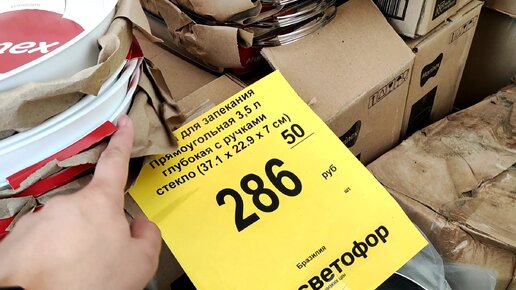 nex
для запекания
Прямоугольная 3,5 л
глубокая с ручками
стекло (37.1 x 22.9 x 7 см)
286 50
руб
шт
Бразилия
светофор